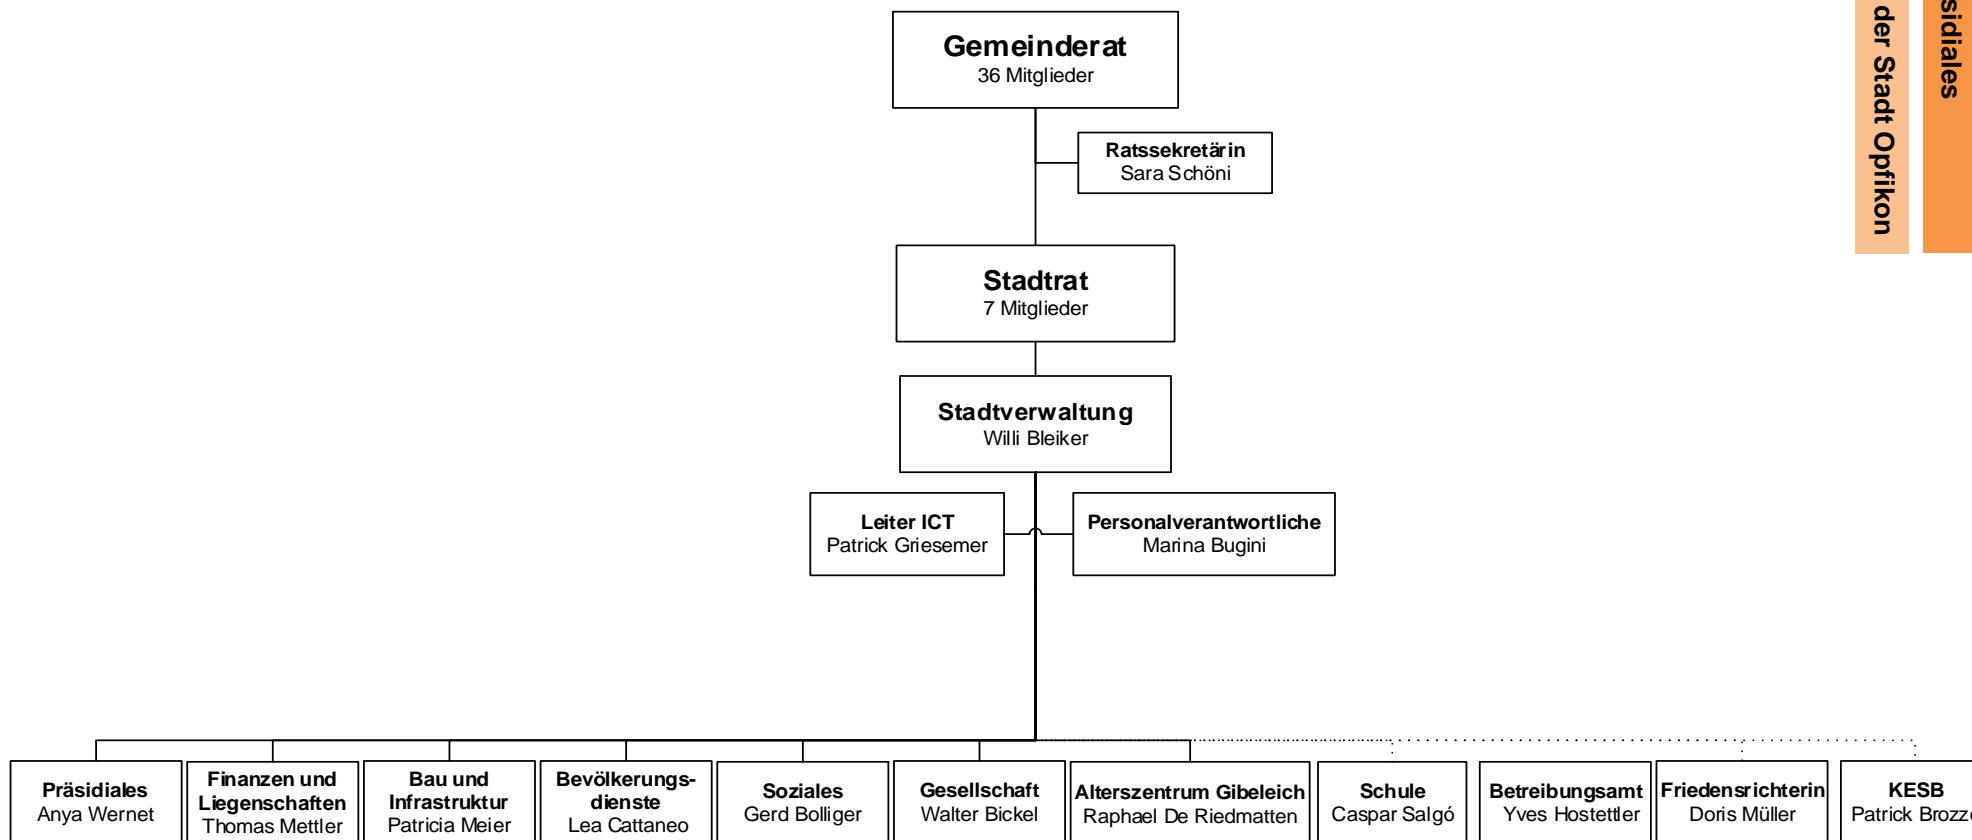 Gemeinderat
36 Mitglieder
der Stadt Opfikon
Ratssekretärin
Sara Schöni
Stadtrat
7 Mitglieder
Stadtverwaltung
Willi Bleiker
Leiter ICT
Patrick Griesemer
Personalverantwortliche
Marina Bugini
Präsidiales
Anya Wernet
Finanzen und
Liegenschaften
Thomas Mettler
Bau und
Infrastruktur
Patricia Meier
Bevölkerungs-
dienste
Lea Cattaneo
Soziales
Gerd Bolliger
Gesellschaft
Walter Bickel
Alterszentrum Gibeleich
Raphael De Riedmatten
Schule
Caspar Salgó
Betreibungsamt
Yves Hostettler
Friedensrichterin
Doris Müller
KESB
Patrick